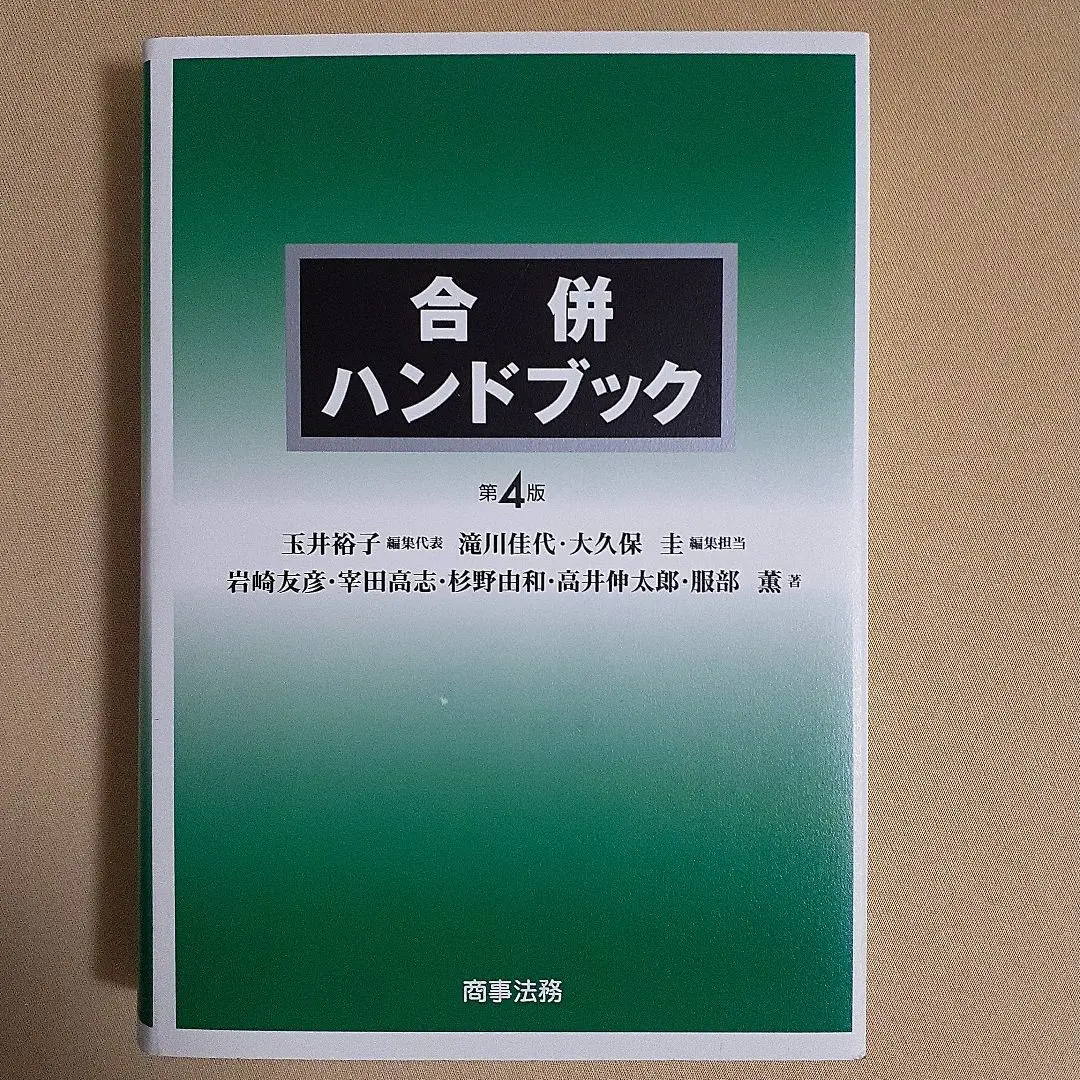 合併
ハンドブック
第4版
玉井裕子 編集代表 滝川佳代・大久保 圭 編集担当
岩崎友彦・宰田高志・杉野由和・高井伸太郎・服部 薫 著
商事法務